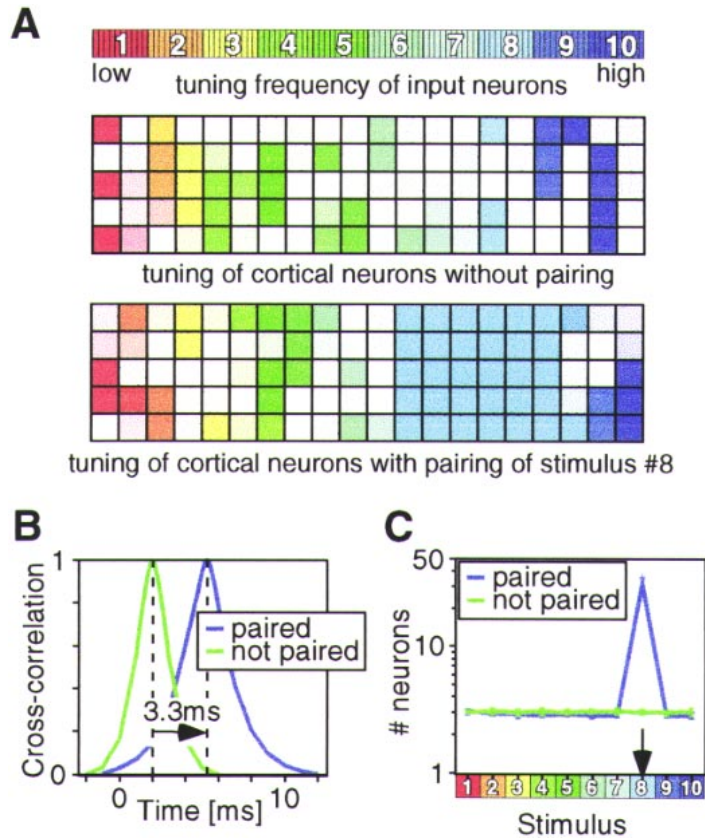 A
1 2 3 4 5 6 7 8 9 10
low high
tuning frequency of input neurons
tuning of cortical neurons without pairing
tuning of cortical neurons with pairing of stimulus #8
B
Cross-correlation
1
0
paired
not paired
3.3ms
0 10
Time [ms]
C
# neurons
50
10
1
paired
not paired
1 2 3 4 5 6 7 8 9 10
Stimulus